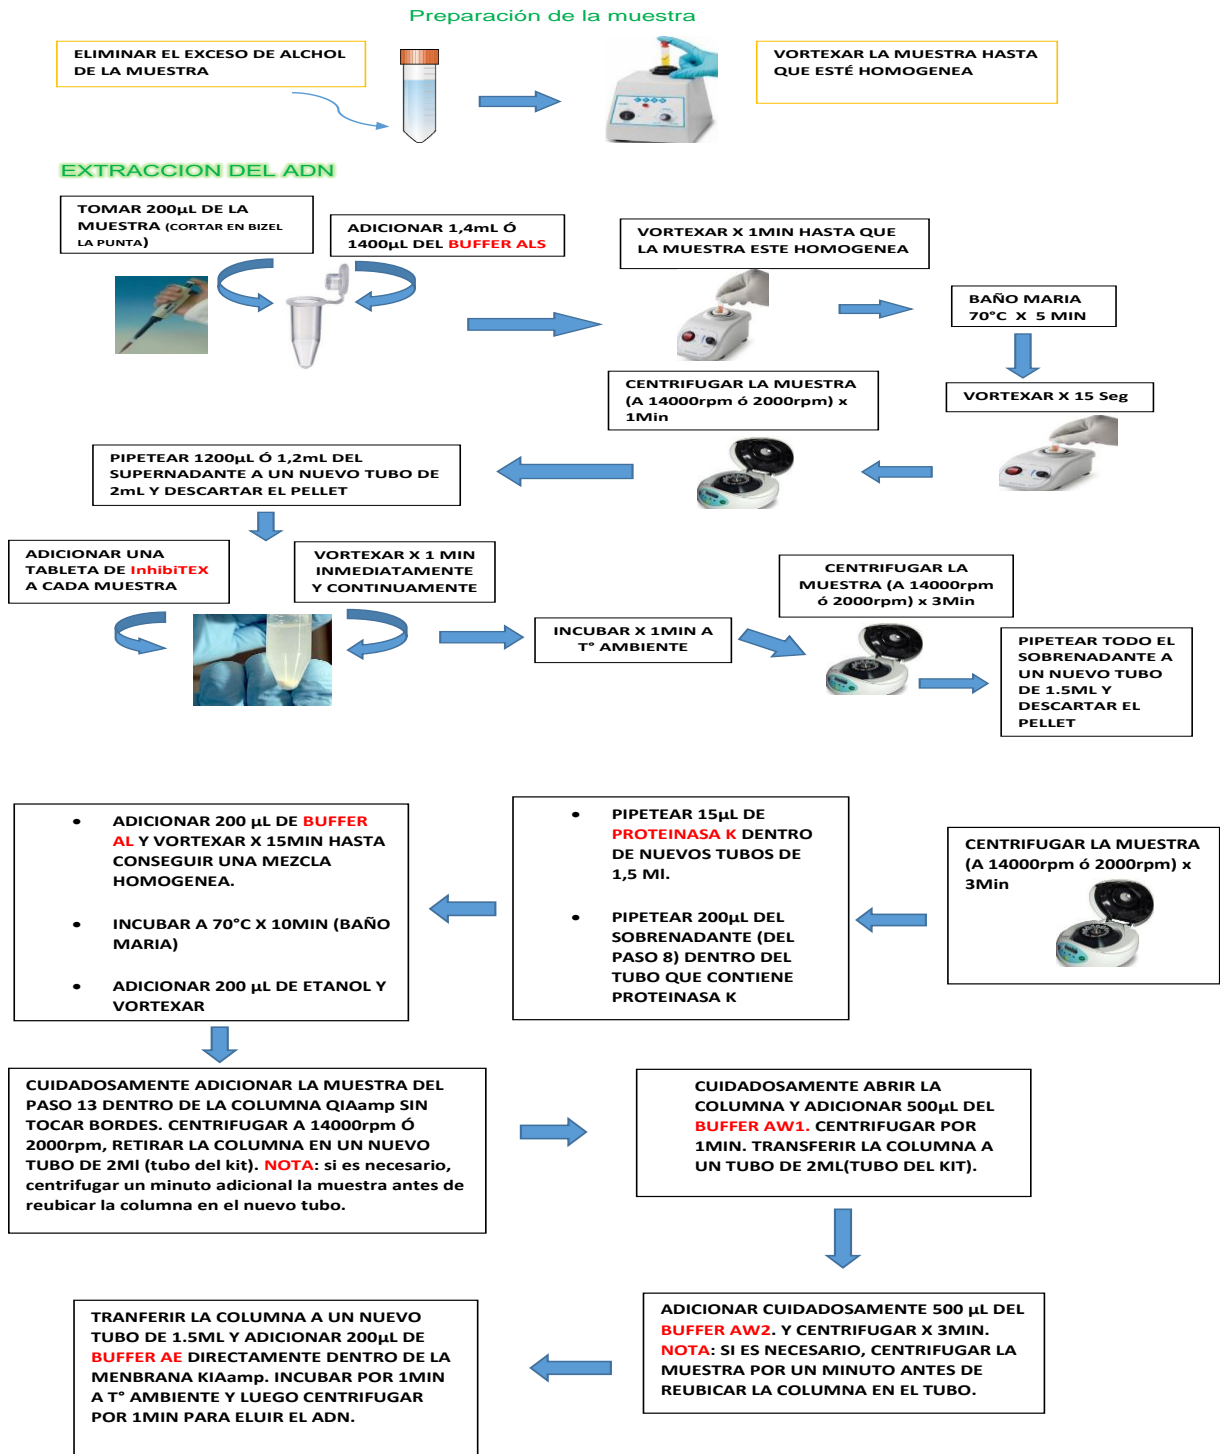 Preparación de la muestra
ELIMINAR EL EXCESO DE ALCHOL
DE LA MUESTRA
VORTEXAR LA MUESTRA HASTA
QUE ESTÉ HOMOGENEA
EXTRACCION DEL ADN
TOMAR 200µL DE LA
MUESTRA (CORTAR EN BIZEL
LA PUNTA)
ADICIONAR 1,4mL Ó
1400µL DEL BUFFER ALS
VORTEXAR X 1MIN HASTA QUE
LA MUESTRA ESTE HOMOGENEA
BAÑO MARIA
70°C X 5 MIN
VORTEXAR X 15 Seg
CENTRIFUGAR LA MUESTRA
(A 14000rpm ó 2000rpm) x
1Min
PIPETEAR 1200µL Ó 1,2mL DEL
SUPERNADANTE A UN NUEVO TUBO DE
2mL Y DESCARTAR EL PELLET
ADICIONAR UNA
TABLETA DE InhibiTEX
A CADA MUESTRA
VORTEXAR X 1 MIN
INMEDIATAMENTE
Y CONTINUAMENTE
INCUBAR X 1MIN A
T° AMBIENTE
CENTRIFUGAR LA
MUESTRA (A 14000rpm
ó 2000rpm) x 3Min
PIPETEAR TODO EL
SOBRENADANTE A
UN NUEVO TUBO
DE 1.5ML Y
DESCARTAR EL
PELLET
CENTRIFUGAR LA MUESTRA
(A 14000rpm ó 2000rpm) x
3Min
• PIPETEAR 15µL DE
PROTEINASA K DENTRO
DE NUEVOS TUBOS DE
1,5 Ml.
• PIPETEAR 200µL DEL
SOBRENADANTE (DEL
PASO 8) DENTRO DEL
TUBO QUE CONTIENE
PROTEINASA K
• ADICIONAR 200 µL DE BUFFER
AL Y VORTEXAR X 15MIN HASTA
CONSEGUIR UNA MEZCLA
HOMOGENEA.
• INCUBAR A 70°C X 10MIN (BAÑO
MARIA)
• ADICIONAR 200 µL DE ETANOL Y
VORTEXAR
CUIDADOSAMENTE ADICIONAR LA MUESTRA DEL
PASO 13 DENTRO DE LA COLUMNA QIAamp SIN
TOCAR BORDES. CENTRIFUGAR A 14000rpm Ó
2000rpm, RETIRAR LA COLUMNA EN UN NUEVO
TUBO DE 2Ml (tubo del kit). NOTA: si es necesario,
centrifugar un minuto adicional la muestra antes de
reubicar la columna en el nuevo tubo.
CUIDADOSAMENTE ABRIR LA
COLUMNA Y ADICIONAR 500µL DEL
BUFFER AW1. CENTRIFUGAR POR
1MIN. TRANSFERIR LA COLUMNA A
UN TUBO DE 2ML(TUBO DEL KIT).
ADICIONAR CUIDADOSAMENTE 500 µL DEL
BUFFER AW2. Y CENTRIFUGAR X 3MIN.
NOTA: SI ES NECESARIO, CENTRIFUGAR LA
MUESTRA POR UN MINUTO ANTES DE
REUBICAR LA COLUMNA EN EL TUBO.
TRANFERIR LA COLUMNA A UN NUEVO
TUBO DE 1.5ML Y ADICIONAR 200µL DE
BUFFER AE DIRECTAMENTE DENTRO DE LA
MENBRANA KIAamp. INCUBAR POR 1MIN
A T° AMBIENTE Y LUEGO CENTRIFUGAR
POR 1MIN PARA ELUIR EL ADN.